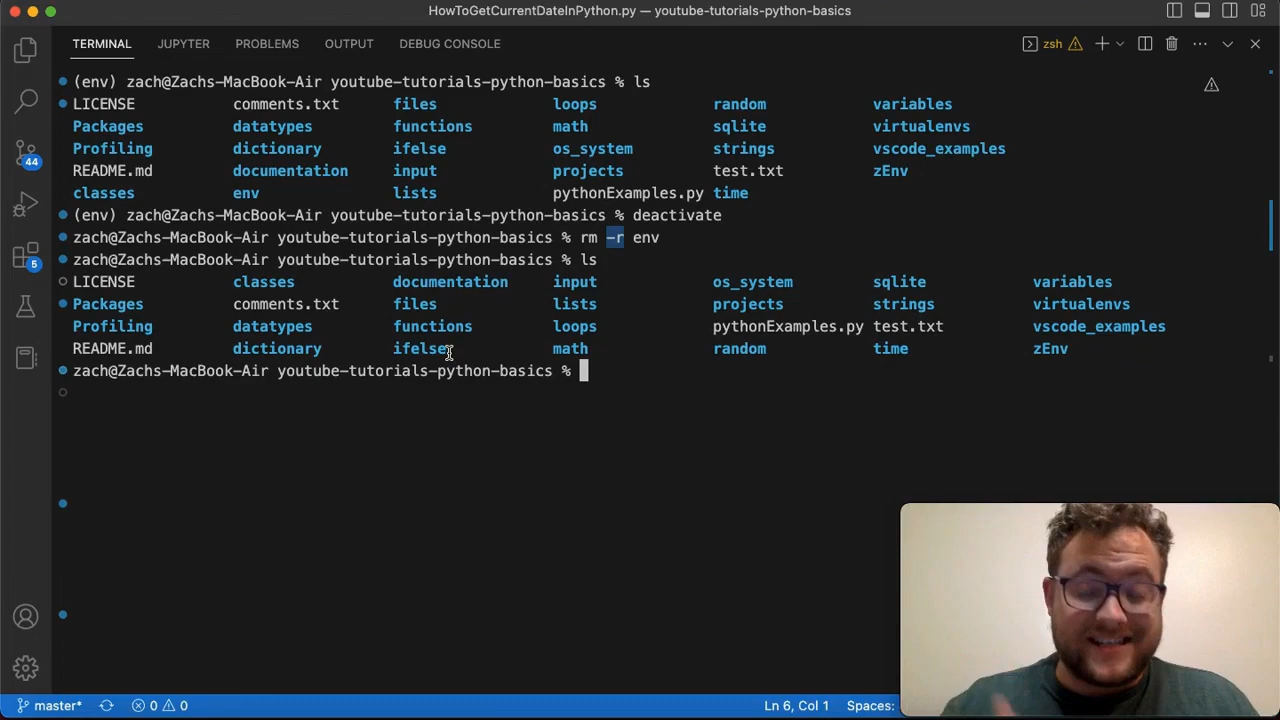 HowToGetCurrentDateInPython.py — youtube-tutorials-python-basics
TERMINAL JUPYTER PROBLEMS OUTPUT DEBUG CONSOLE zsh
(env) zach@Zachs-MacBook-Air youtube-tutorials-python-basics % ls
LICENSE comments.txt files loops random variables
Packages datatypes functions math sqlite virtualenvs
Profiling dictionary ifelse os_system strings vscode_examples
README.md documentation input projects test.txt zEnv
classes env lists pythonExamples.py time
(env) zach@Zachs-MacBook-Air youtube-tutorials-python-basics % deactivate
zach@Zachs-MacBook-Air youtube-tutorials-python-basics % rm -r env
zach@Zachs-MacBook-Air youtube-tutorials-python-basics % ls
LICENSE classes documentation input os_system sqlite variables
Packages comments.txt files lists projects strings virtualenvs
Profiling datatypes functions loops pythonExamples.py test.txt vscode_examples
README.md dictionary ifelse math random time zEnv
zach@Zachs-MacBook-Air youtube-tutorials-python-basics %
44
5
master* 0 0 Ln 6, Col 1 Spaces: